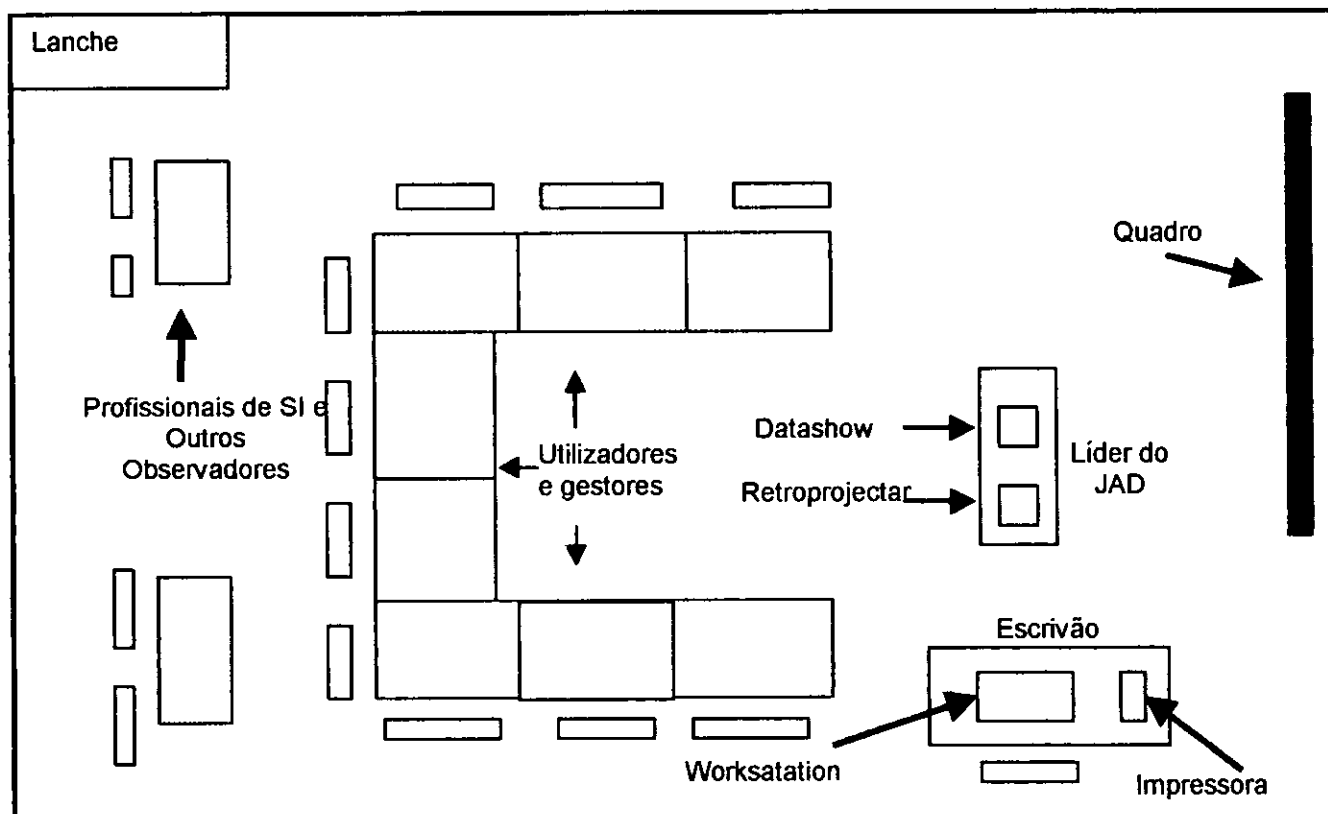 Lanche
Quadro
Profissionais de SI e
Outros
Observadores
Utilizadores
e gestores
Datashow
Retroprojectar
Líder do
JAD
Escrivão
Worksatation
Impressora